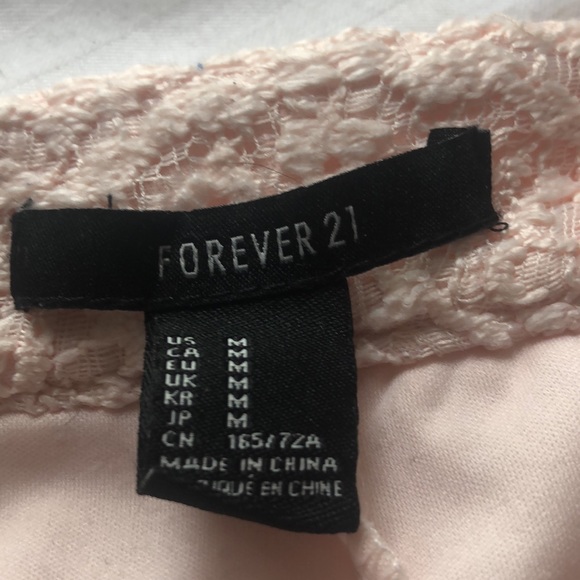 FOREVER 21
US M
CA M
EU M
UK M
KR M
JP M
CN 165/72A
MADE IN CHINA
EN CHINE